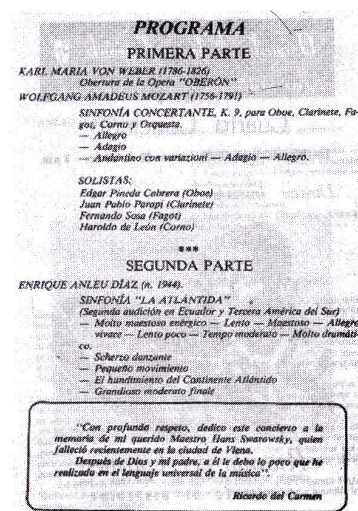 PROGRAMA
PRIMERA PARTE
KARL MARIA VON WEBER (1786-1826)
Obertura de la Opera "OBERÓN"
WOLFGANG AMADEUS MOZART (1756-1791)
SINFONÍA CONCERTANTE, K. 9, para Oboe, Clarinete, Fa-
got, Corno y Orquesta.
— Allegro
— Adagio
— Andantino con variazioni — Adagio — Allegro.
SOLISTAS:
Edgar Pineda Cabrera (Oboe)
Juan Pablo Paropi (Clarinete)
Fernando Sosa (Fagot)
Haroldo de León (Corno)
***
SEGUNDA PARTE
ENRIQUE ANLEU DÍAZ (n. 1944).
SINFONÍA "LA ATLÁNTIDA"
(Segunda audición en Ecuador y Tercera América del Sur)
— Molto maestoso enérgico — Lento — Maestoso — Allegro
vivace — Lento poco — Tempo moderato — Molto drumáti-
co.
— Scherzo danzante
— Pequeño movimiento
— El hundimiento del Continente Atlántido
— Grandioso moderato finale
"Con profundo respeto, dedico este concierto a la
memoria de mi querido Maestro Hans Swarowsky, quien
falleció recientemente en la ciudad de Viena.
Después de Dios y mi padre, a él le debo lo poco que he
realizado en el lenguaje universal de la música".
Ricardo del Carmen